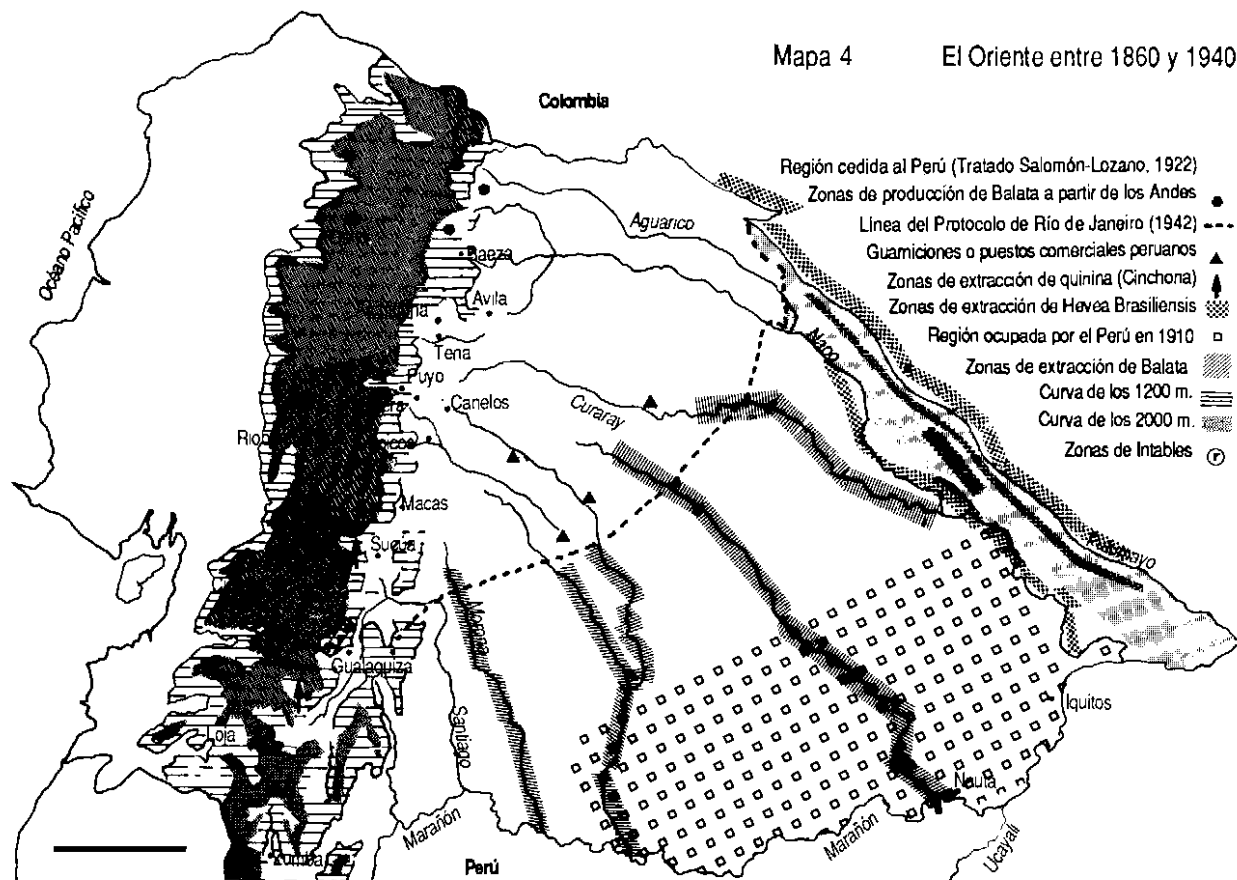 Mapa 4 El Oriente entre 1860 y 1940
Colombia
Océano Pacífico
Región cedida al Perú (Tratado Salomón-Lozano, 1922)
Zonas de producción de Balata a partir de los Andes
Línea del Protocolo de Río de Janeiro (1942)
Guarniciones o puestos comerciales peruanos
Zonas de extracción de quinina (Cinchona)
Zonas de extracción de Hevea Brasiliensis
Región ocupada por el Perú en 1910
Zonas de extracción de Balata
Curva de los 1200 m.
Curva de los 2000 m.
Zonas de Intables
Aguarico
Baeza
Avila
Tena
Napo
Puyo
Canelos
Curaray
Macas
Sucua
Morona
Gualaquiza
Loja
Santiago
Iquitos
Nauta
Marañón
Marañón
Ucayali
Zumba
Perú